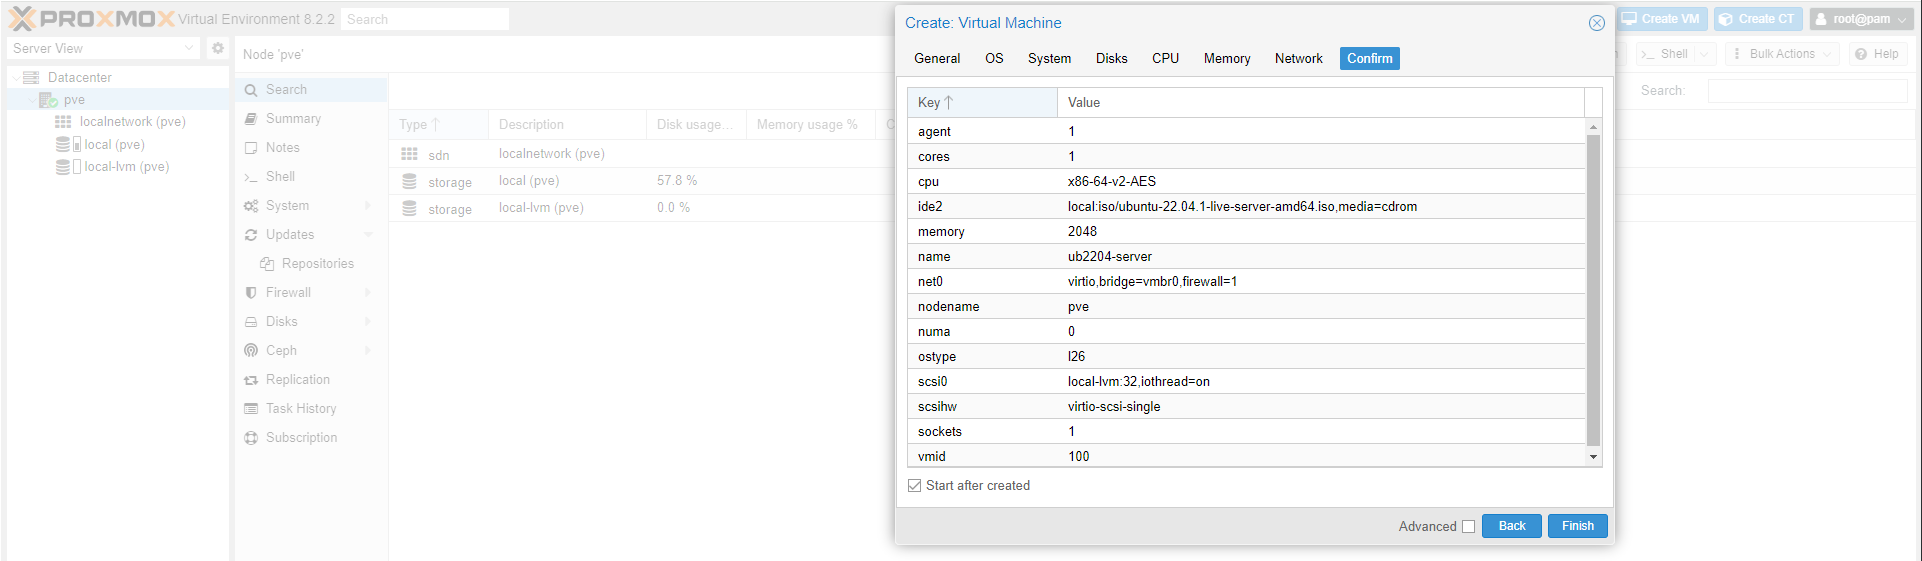 PROXMOX Virtual Environment 8.2.2 Search
Create VM Create CT root@pam
Server View
Datacenter
pve
localnetwork (pve)
local (pve)
local-lvm (pve)
Node 'pve'
Shell Bulk Actions Help
Search
Summary
Notes
Shell
System
Updates
Repositories
Firewall
Disks
Ceph
Replication
Task History
Subscription
Search:
Type Description Disk usage... Memory usage % C
sdn localnetwork (pve)
storage local (pve) 57.8 %
storage local-lvm (pve) 0.0 %
Create: Virtual Machine
General OS System Disks CPU Memory Network Confirm
Key Value
agent 1
cores 1
cpu x86-64-v2-AES
ide2 local:iso/ubuntu-22.04.1-live-server-amd64.iso,media=cdrom
memory 2048
name ub2204-server
net0 virtio,bridge=vmbr0,firewall=1
nodename pve
numa 0
ostype l26
scsi0 local-lvm:32,iothread=on
scsihw virtio-scsi-single
sockets 1
vmid 100
Start after created
Advanced Back Finish